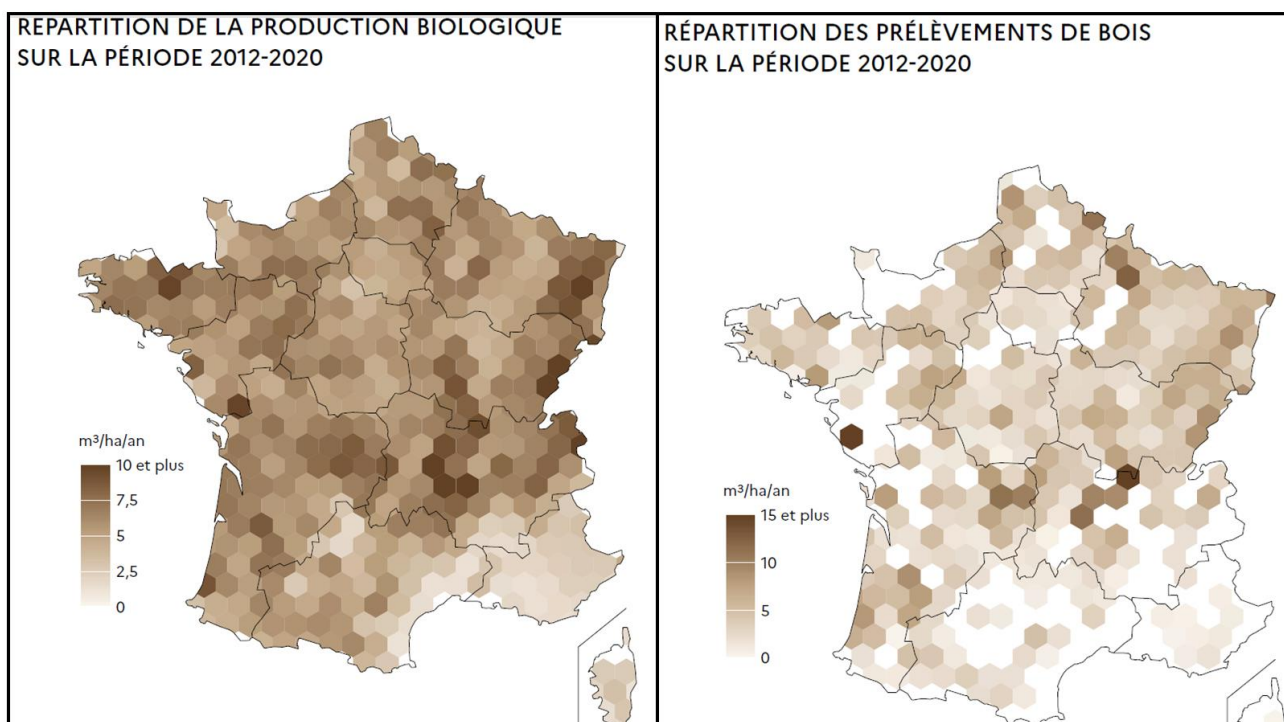 REPARTITION DE LA PRODUCTION BIOLOGIQUE
SUR LA PÉRIODE 2012-2020
m³/ha/an
10 et plus
7,5
5
2,5
0
RÉPARTITION DES PRÉLÈVEMENTS DE BOIS
SUR LA PÉRIODE 2012-2020
m³/ha/an
15 et plus
10
5
0